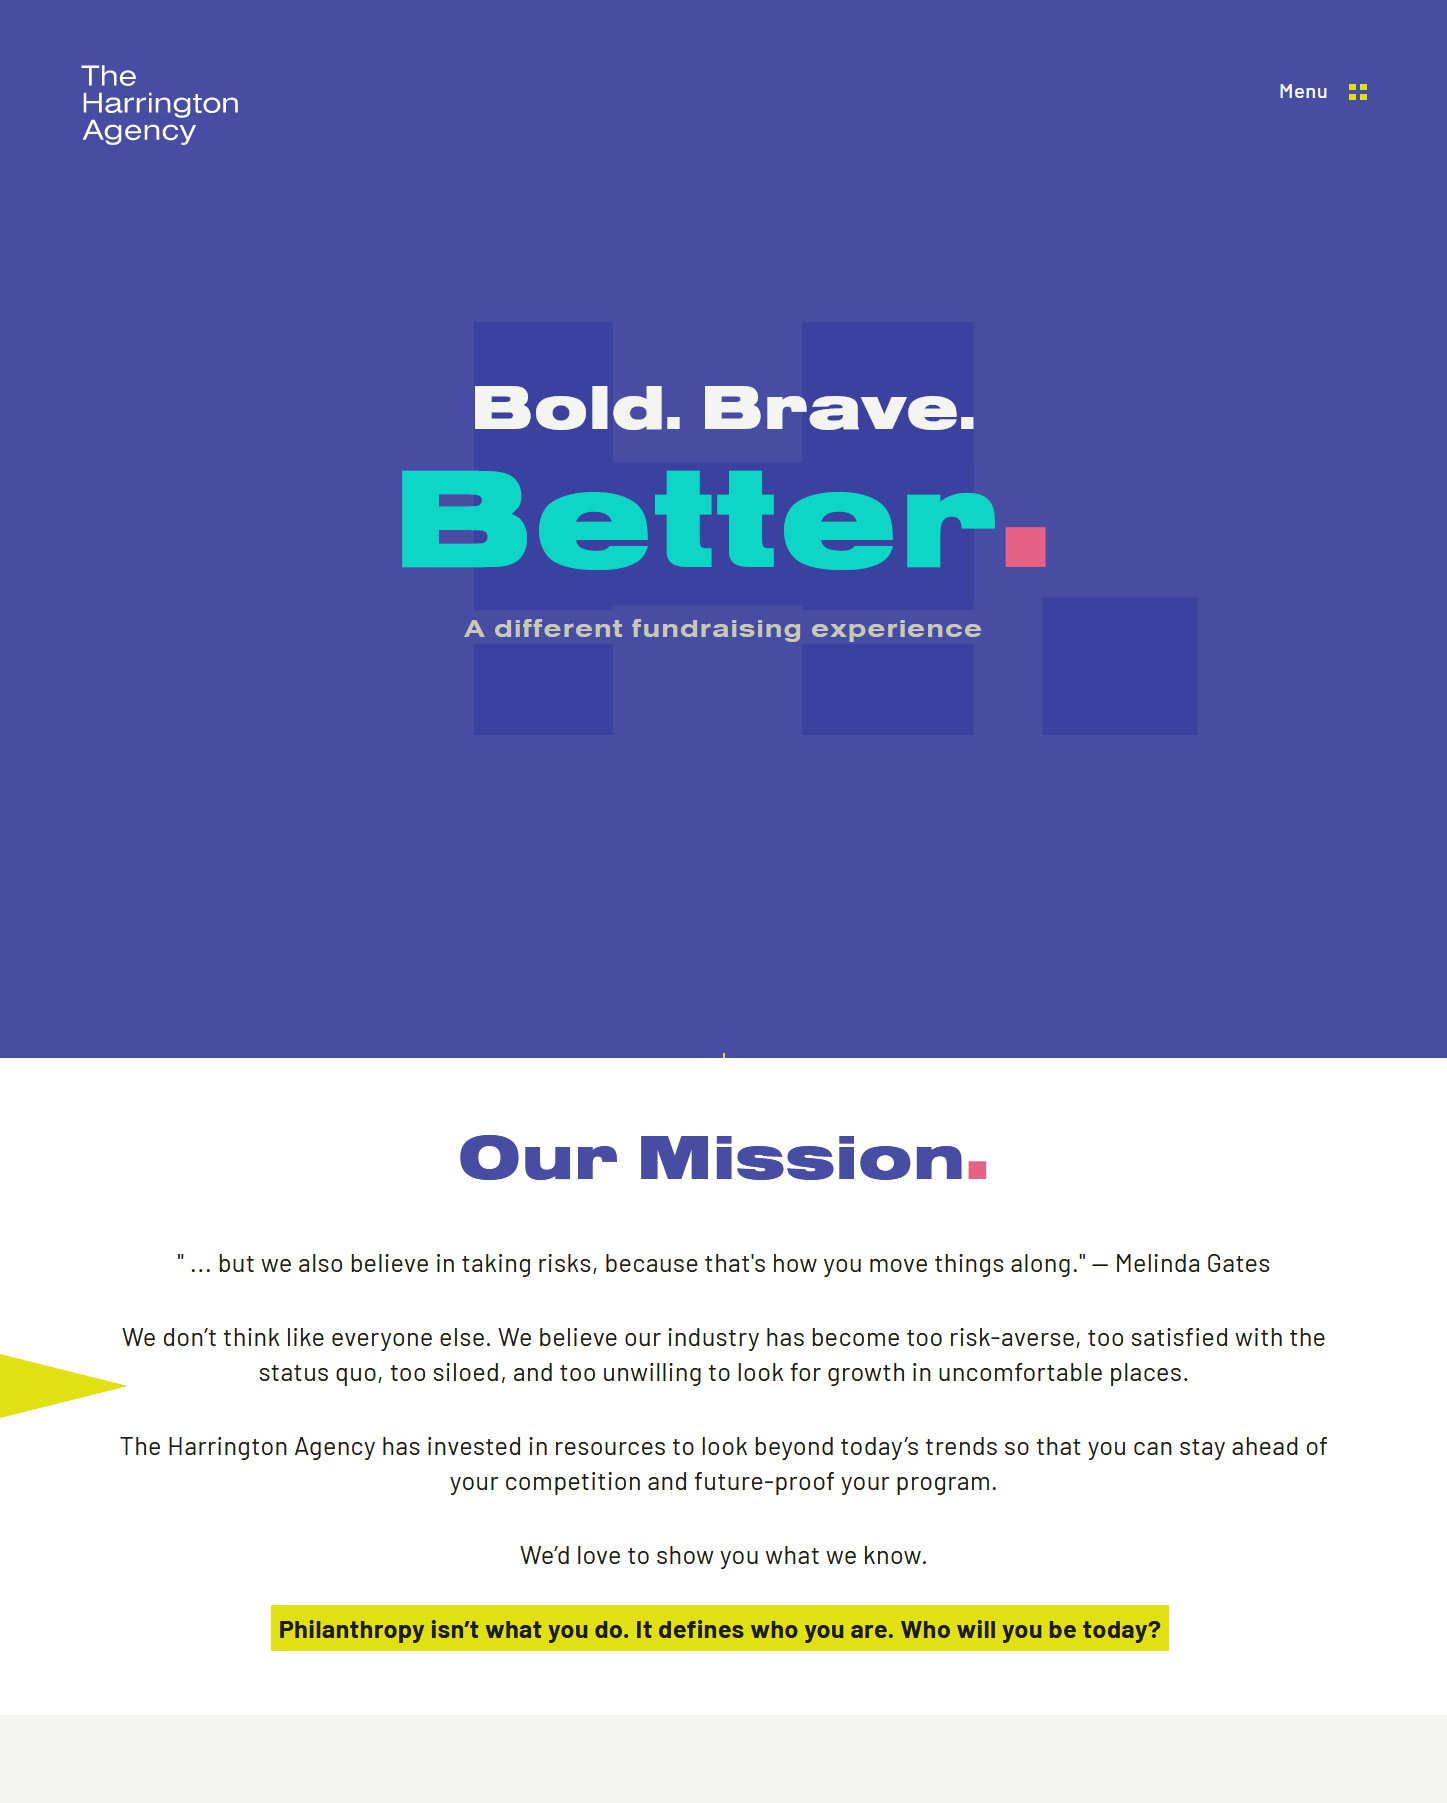 The
Harrington
Agency
Menu
Bold. Brave.
Better.
A different fundraising experience
Our Mission.
" ... but we also believe in taking risks, because that's how you move things along." — Melinda Gates
We don’t think like everyone else. We believe our industry has become too risk-averse, too satisfied with the
status quo, too siloed, and too unwilling to look for growth in uncomfortable places.
The Harrington Agency has invested in resources to look beyond today’s trends so that you can stay ahead of
your competition and future-proof your program.
We’d love to show you what we know.
Philanthropy isn’t what you do. It defines who you are. Who will you be today?